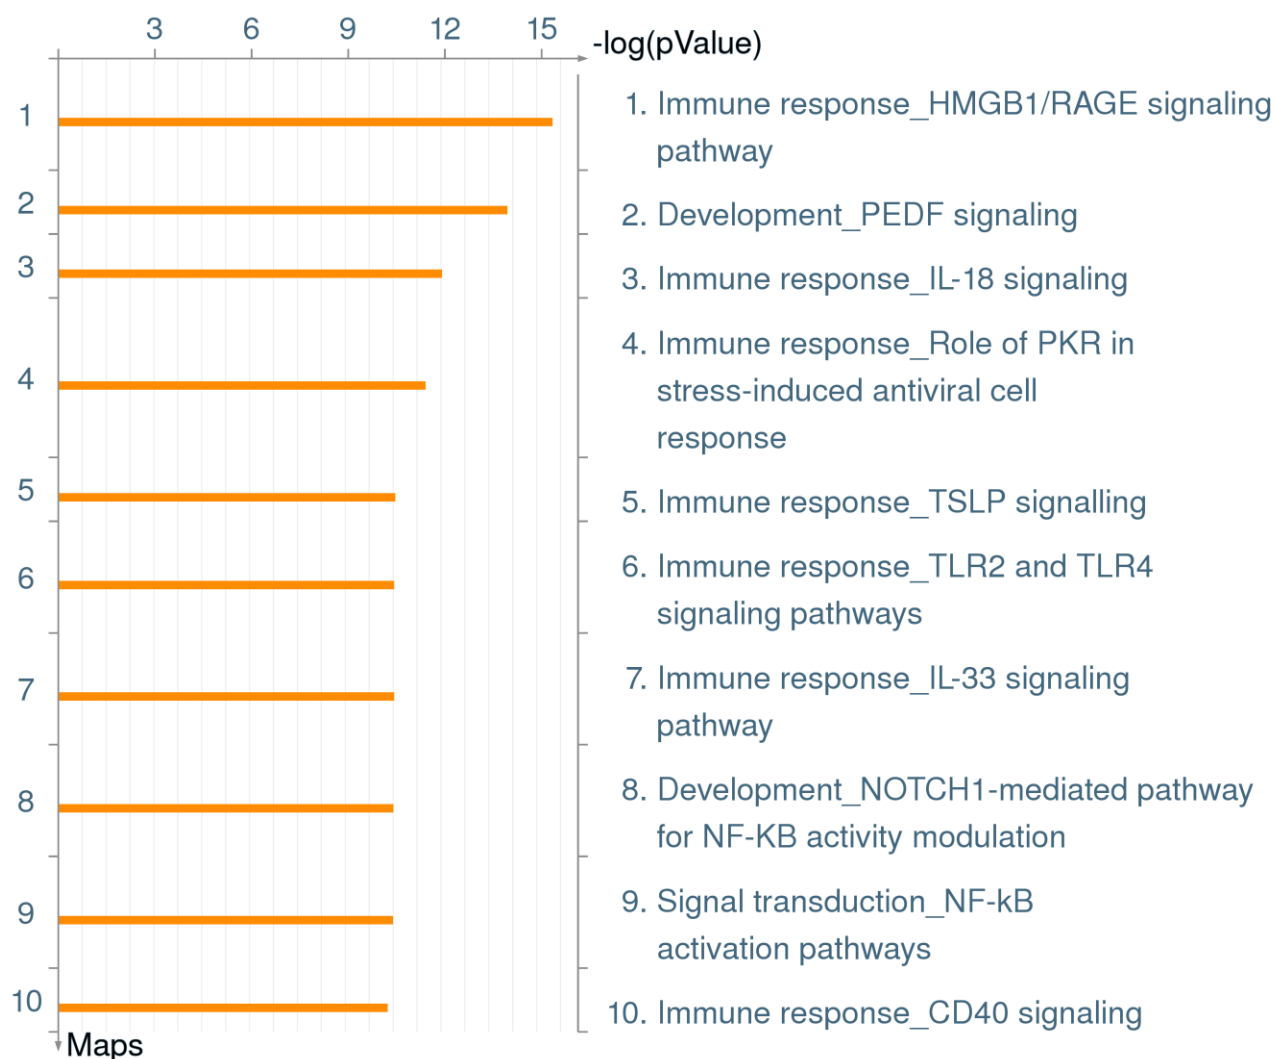 3 6 9 12 15
-log(pValue)
1
2
3
4
5
6
7
8
9
10
Maps
1. Immune response_HMGB1/RAGE signaling
pathway
2. Development_PEDF signaling
3. Immune response_IL-18 signaling
4. Immune response_Role of PKR in
stress-induced antiviral cell
response
5. Immune response_TSLP signalling
6. Immune response_TLR2 and TLR4
signaling pathways
7. Immune response_IL-33 signaling
pathway
8. Development_NOTCH1-mediated pathway
for NF-KB activity modulation
9. Signal transduction_NF-kB
activation pathways
10. Immune response_CD40 signaling